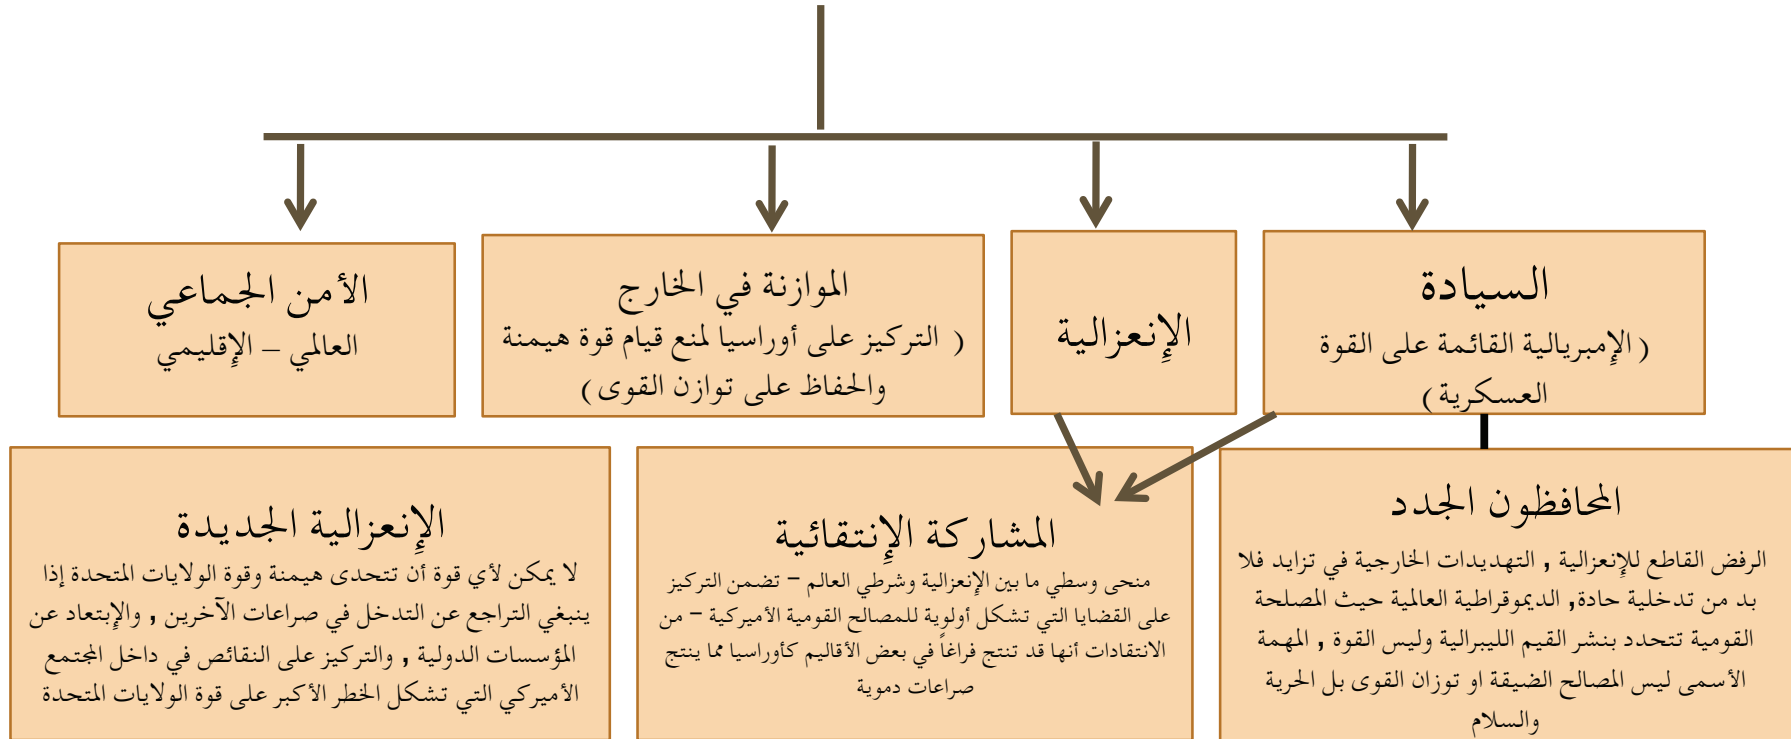 السيادة
( الإمبريالية القائمة على القوة
العسكرية )
الإنعزالية
الموازنة في الخارج
( التركيز على أوراسيا لمنع قيام قوة هيمنة
والحفاظ على توازن القوى )
الأمن الجماعي
العالمي – الإقليمي
المحافظون الجدد
الرفض القاطع للإنعزالية , التهديدات الخارجية في تزايد فلا
بد من تدخلية حادة, الديموقراطية العالمية حيث المصلحة
القومية تتحدد بنشر القيم الليبرالية وليس القوة , المهمة
الأسمى ليس المصالح الضيقة او توزان القوى بل الحرية
والسلام
المشاركة الإنتقائية
منحى وسطي ما بين الإنعزالية وشرطي العالم – تضمن التركيز
على القضايا التي تشكل أولوية للمصالح القومية الأميركية – من
الانتقادات أنها قد تنتج فراغاً في بعض الأقاليم كأوراسيا مما ينتج
صراعات دموية
الإنعزالية الجديدة
لا يمكن لأي قوة أن تتحدى هيمنة وقوة الولايات المتحدة إذا
ينبغي التراجع عن التدخل في صراعات الآخرين , والإبتعاد عن
المؤسسات الدولية , والتركيز على النقائص في داخل المجتمع
الأميركي التي تشكل الخطر الأكبر على قوة الولايات المتحدة